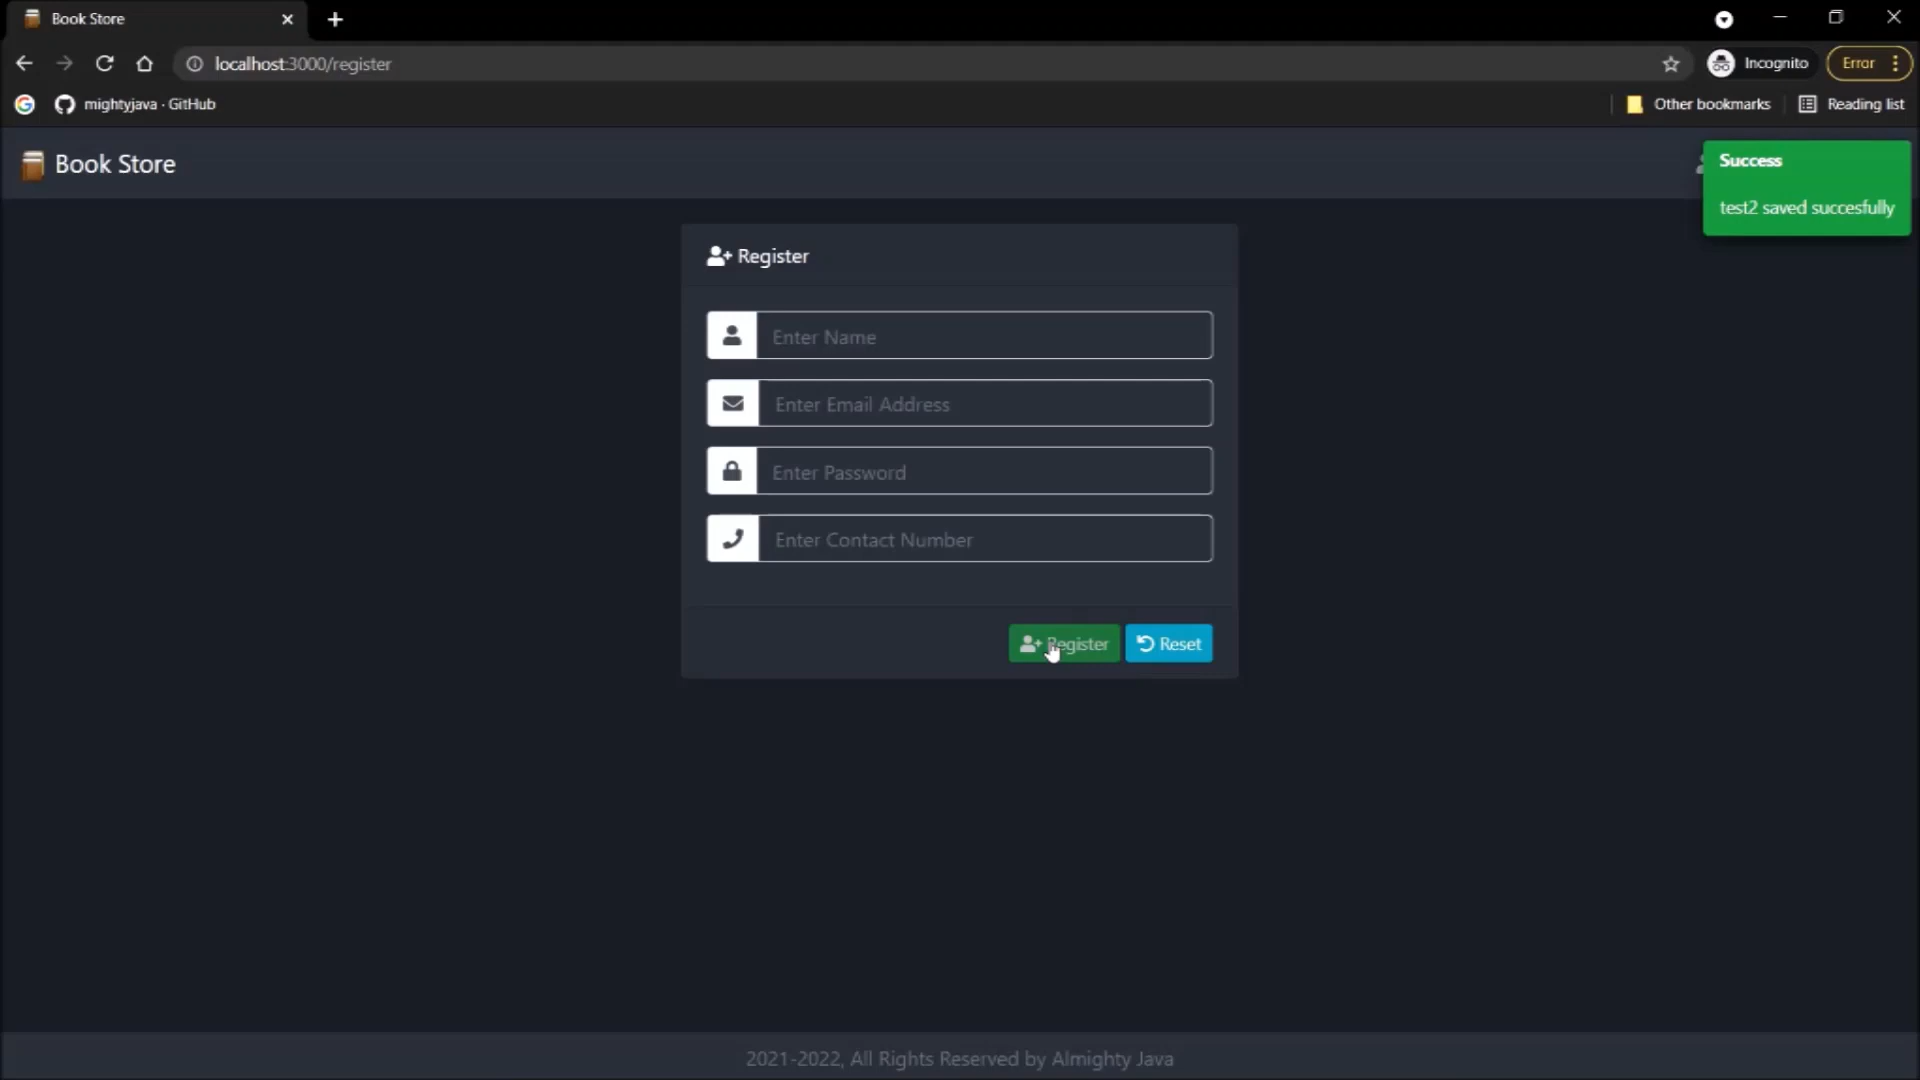 Book Store
localhost:3000/register
Incognito
Error
mightyjava · GitHub
Other bookmarks
Reading list
Book Store
Success
test2 saved succesfully
Register
Enter Name
Enter Email Address
Enter Password
Enter Contact Number
Register
Reset
2021-2022, All Rights Reserved by Almighty Java